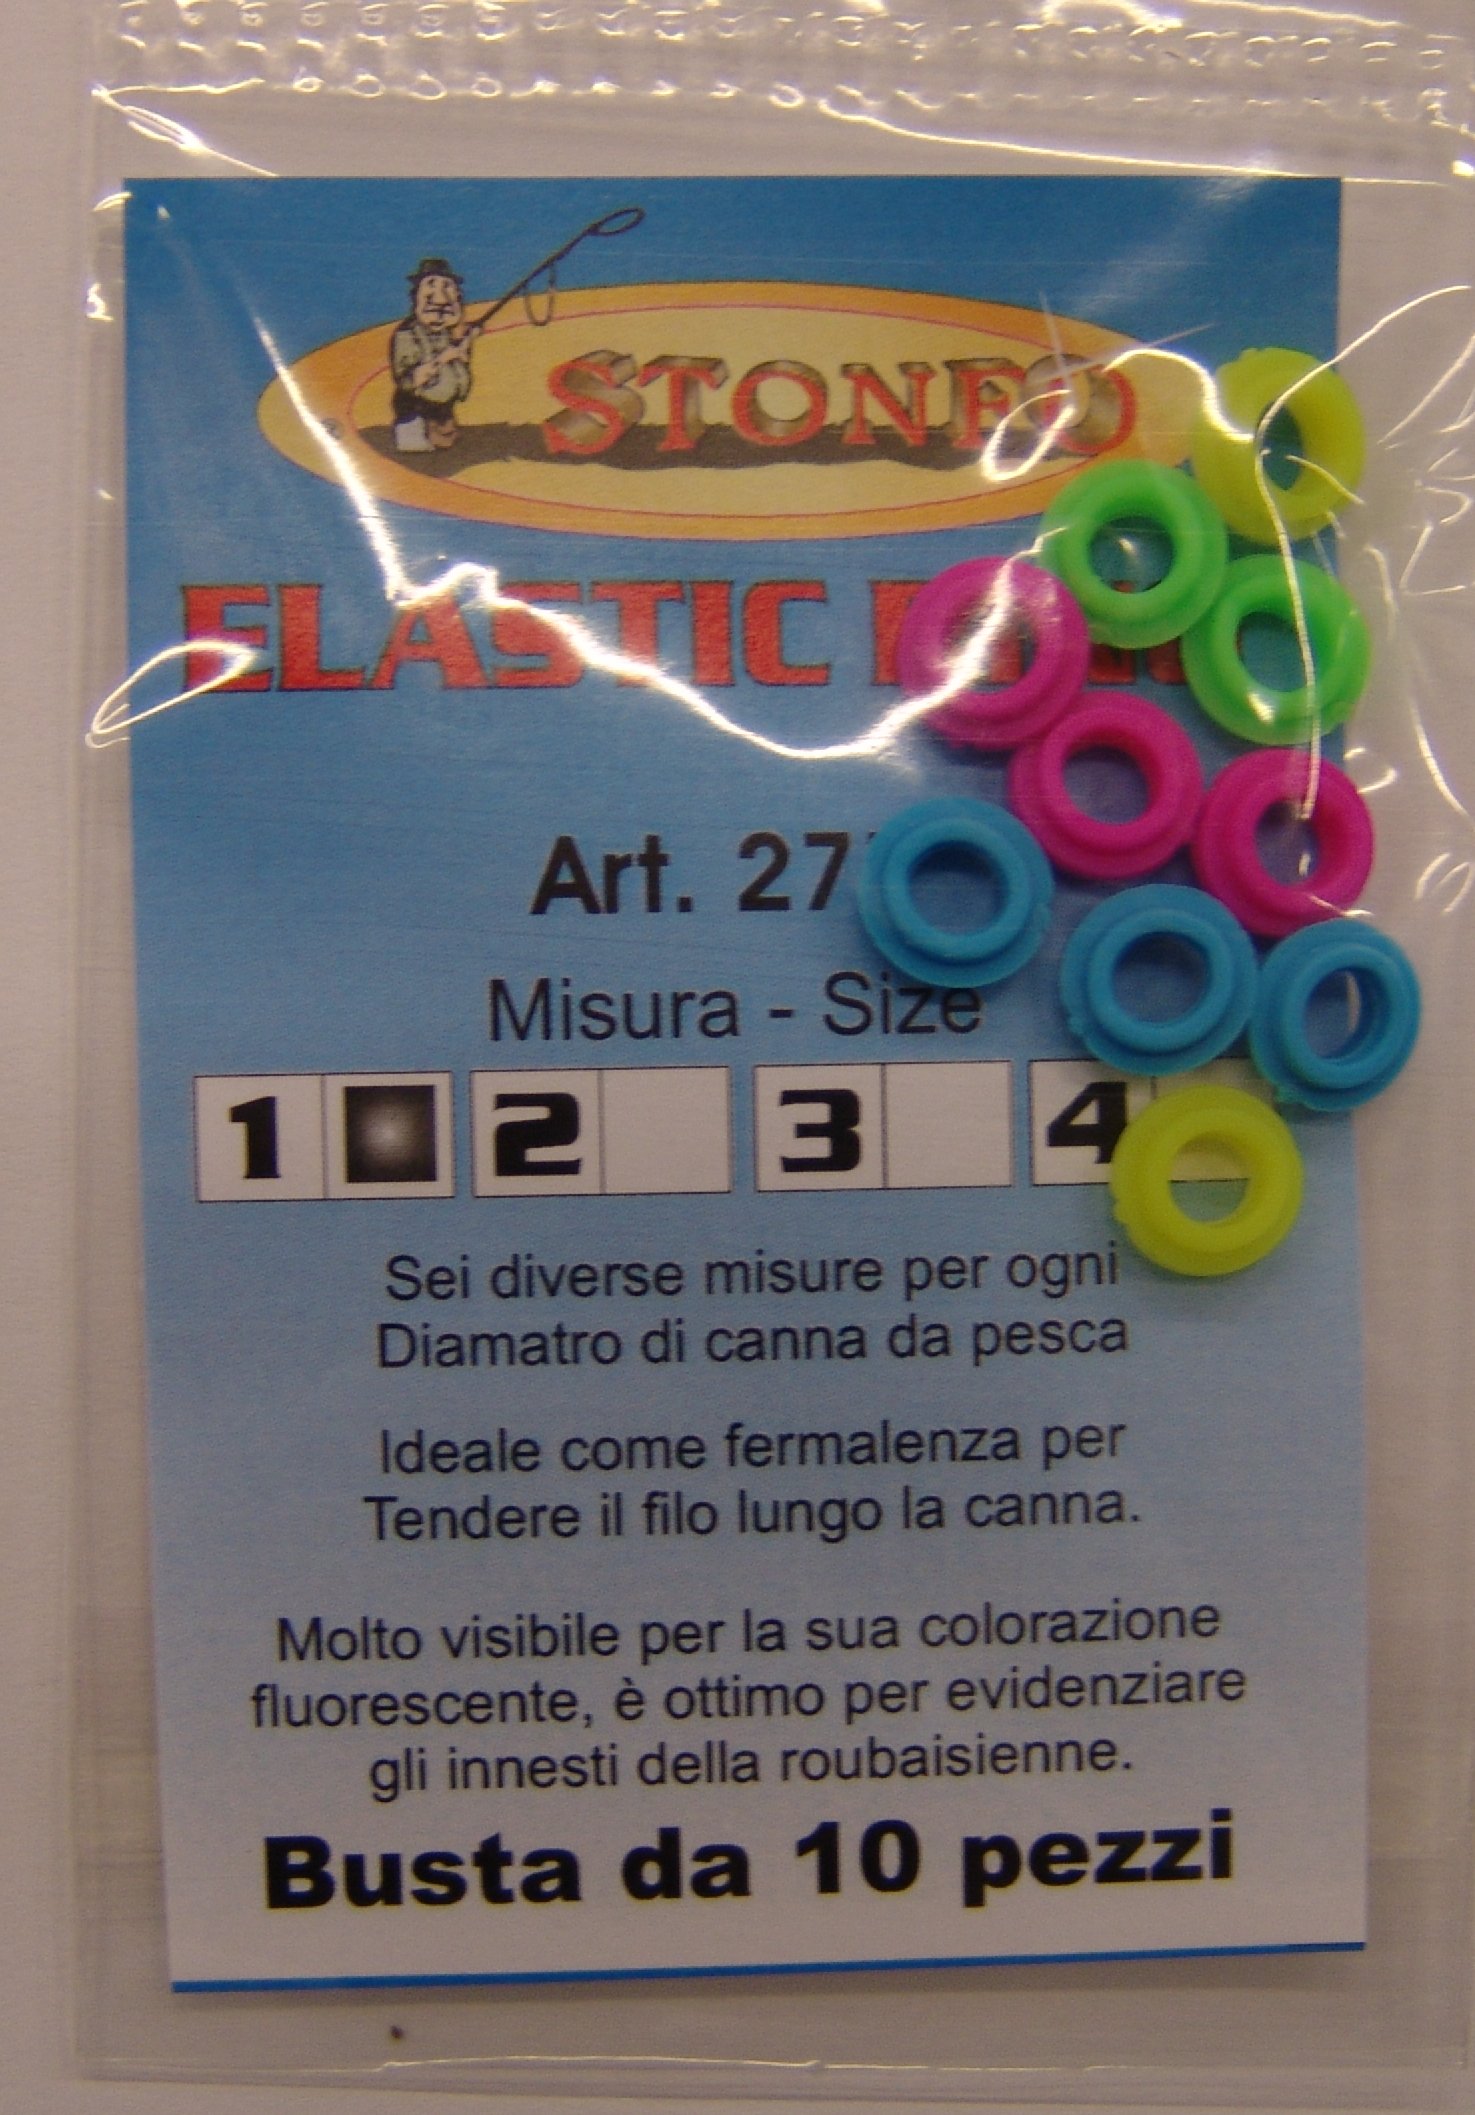 STONFO
ELASTIC
Art. 27
Misura - Size
1 2 3 4
Sei diverse misure per ogni
Diamatro di canna da pesca
Ideale come fermalenza per
Tendere il filo lungo la canna.
Molto visibile per la sua colorazione
fluorescente, è ottimo per evidenziare
gli innesti della roubaisienne.
Busta da 10 pezzi